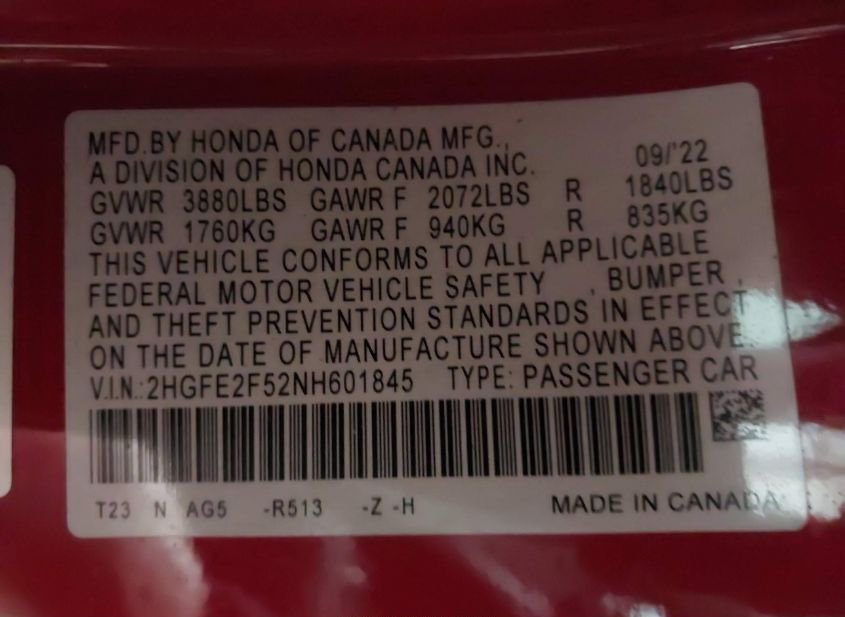 MFD.BY HONDA OF CANADA MFG.,
A DIVISION OF HONDA CANADA INC. 09/'22
GVWR 3880LBS GAWR F 2072LBS R 1840LBS
GVWR 1760KG GAWR F 940KG R 835KG
THIS VEHICLE CONFORMS TO ALL APPLICABLE
FEDERAL MOTOR VEHICLE SAFETY , BUMPER ,
AND THEFT PREVENTION STANDARDS IN EFFECT
ON THE DATE OF MANUFACTURE SHOWN ABOVE.
V.I.N.:2HGFE2F52NH601845 TYPE: PASSENGER CAR
T23 N AG5 -R513 -Z -H MADE IN CANADA